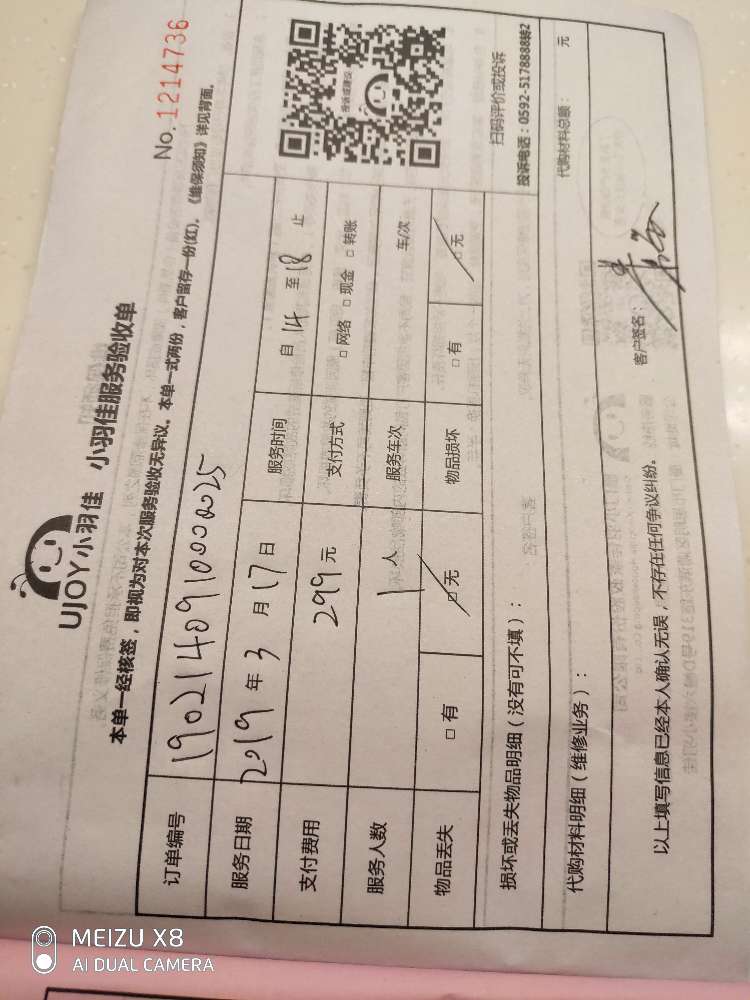 UJOY小羽佳 小羽佳服务验收单
No. 1214736
本单一经核签，即视为对本次服务验收无异议。本单一式两份，客户留存一份(红)。《维保须知》详见背面。
订单编号 190214091000025
服务日期 2019 年 3 月 17 日 服务时间 自 14 至 18 止
支付费用 299 元 支付方式 □ 网络 □ 现金 □ 转账
服务人数 1 人 服务车次 车/次
物品丢失 □ 有 □ 无 物品损坏 □ 有 □ 无
投诉或建议
扫码评价或投诉
投诉电话：0592-5178888转2
损坏或丢失物品明细（没有可不填）：
代购材料明细（维修业务）： 代购材料总额： 元
以上填写信息已经本人确认无误，不存在任何争议纠纷。 客户签名：
MEIZU X8
AI DUAL CAMERA